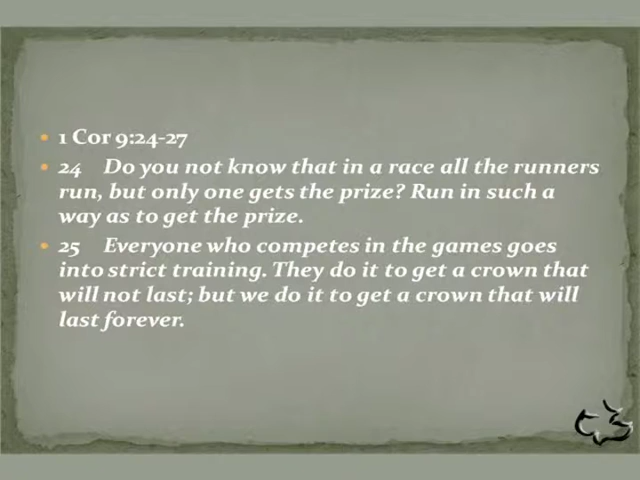 1 Cor 9:24-27
24 Do you not know that in a race all the runners
run, but only one gets the prize? Run in such a
way as to get the prize.
25 Everyone who competes in the games goes
into strict training. They do it to get a crown that
will not last; but we do it to get a crown that will
last forever.